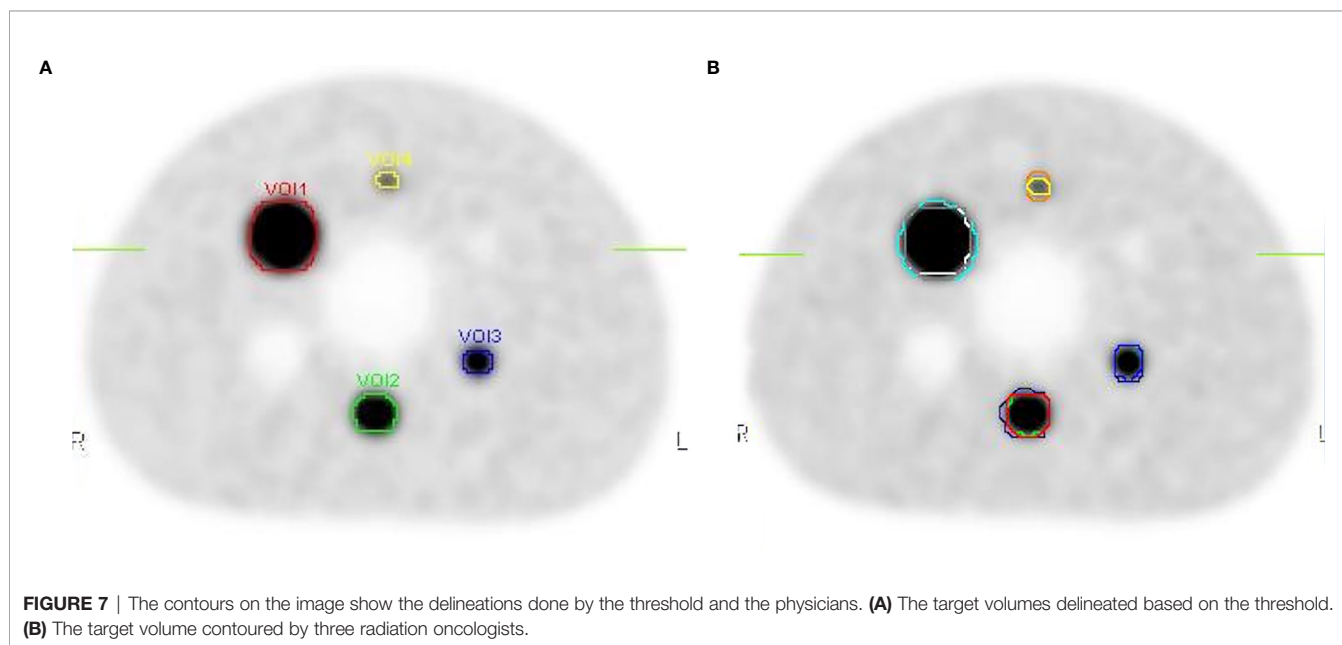 A
B
VOI4
VOI1
VOI3
VOI2
R
L
R
L
FIGURE 7 | The contours on the image show the delineations done by the threshold and the physicians. (A) The target volumes delineated based on the threshold.
(B) The target volume contoured by three radiation oncologists.